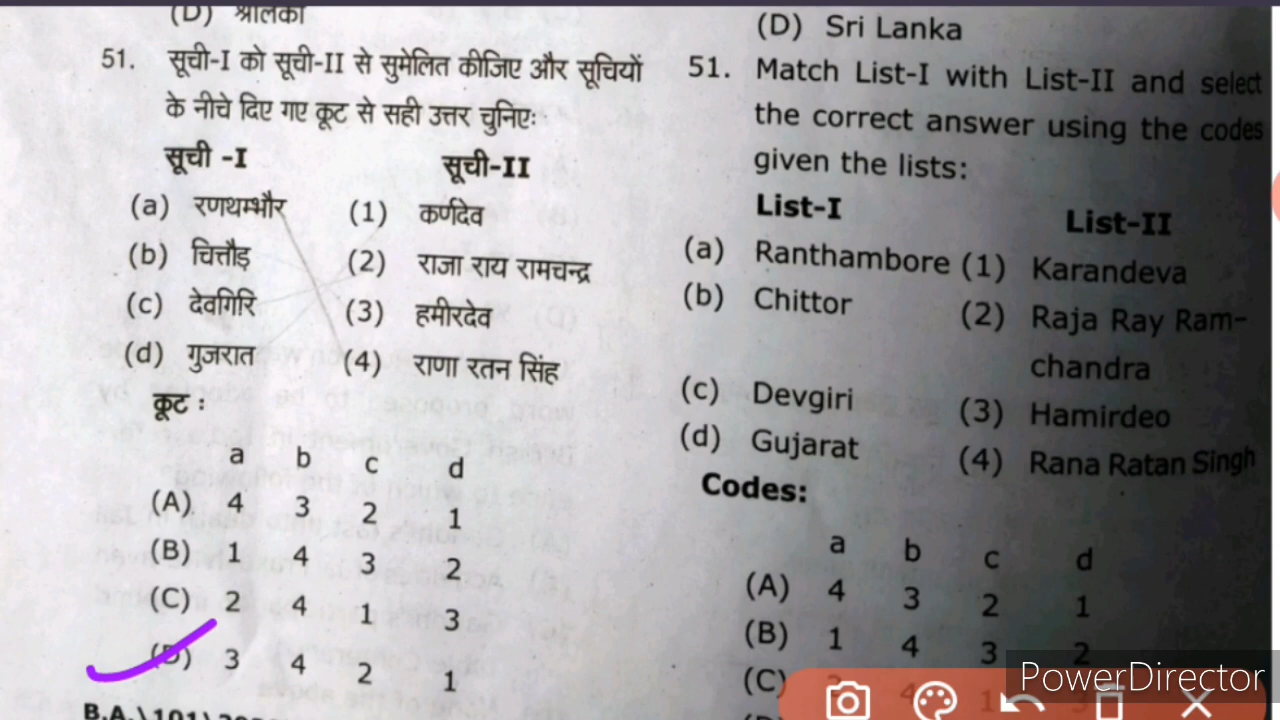 (D) श्रीलंका
51. सूची-I को सूची-II से सुमेलित कीजिए और सूचियों
के नीचे दिए गए कूट से सही उत्तर चुनिए:
सूची -I सूची-II
(a) रणथम्भौर (1) कर्णदेव
(b) चित्तौड़ (2) राजा राय रामचन्द्र
(c) देवगिरि (3) हमीरदेव
(d) गुजरात (4) राणा रतन सिंह
कूट :
a b c d
(A) 4 3 2 1
(B) 1 4 3 2
(C) 2 4 1 3
(D) 3 4 2 1
(D) Sri Lanka
51. Match List-I with List-II and select
the correct answer using the codes
given the lists:
List-I List-II
(a) Ranthambore (1) Karandeva
(b) Chittor (2) Raja Ray Ram-
chandra
(c) Devgiri (3) Hamirdeo
(d) Gujarat (4) Rana Ratan Singh
Codes:
a b c d
(A) 4 3 2 1
(B) 1 4 3 2
(C) 2 4 1 3
PowerDirector